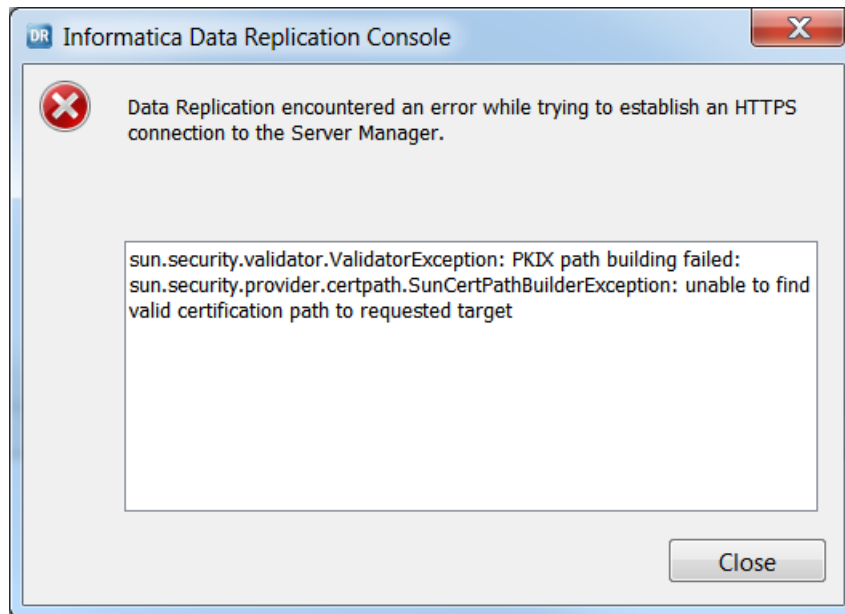 DR Informatica Data Replication Console
Data Replication encountered an error while trying to establish an HTTPS
connection to the Server Manager.
sun.security.validator.ValidatorException: PKIX path building failed:
sun.security.provider.certpath.SunCertPathBuilderException: unable to find
valid certification path to requested target
Close